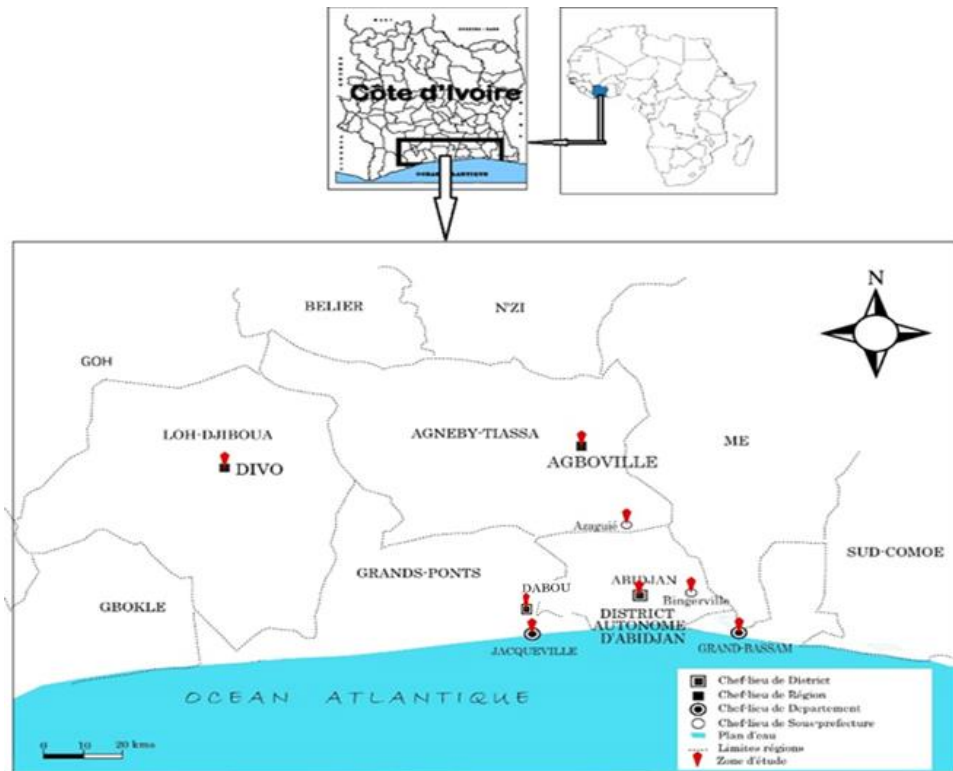 Côte d'Ivoire
N
BELIER
N'ZI
GOH
LOH-DJIBOUA
AGNEBY-TIASSA
ME
DIVO
AGBOVILLE
Azaguié
SUD-COMOE
GRANDS-PONTS
GBOKLE
DABOU
ABIDJAN
Bingerville
DISTRICT
AUTONOME
D'ABIDJAN
JACQUEVILLE
GRAND-BASSAM
OCEAN ATLANTIQUE
0 10 20 kms
Chef-lieu de District
Chef-lieu de Région
Chef-lieu de Departement
Chef-lieu de Sous-prefecture
Plan d'eau
Limites régions
Zone d'étude